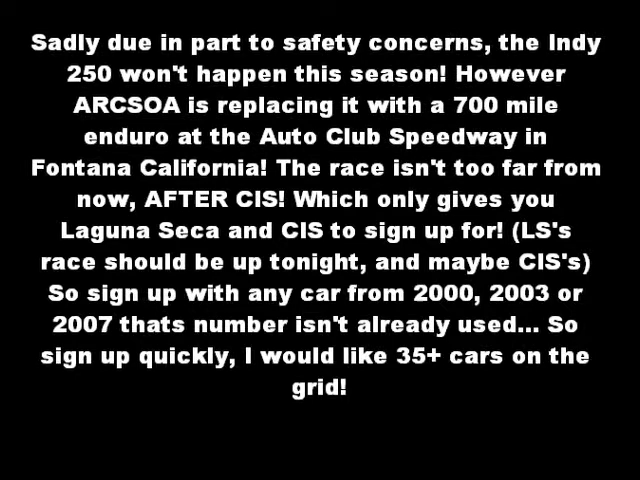 Sadly due in part to safety concerns, the Indy
250 won't happen this season! However
ARCSOA is replacing it with a 700 mile
enduro at the Auto Club Speedway in
Fontana California! The race isn't too far from
now, AFTER CIS! Which only gives you
Laguna Seca and CIS to sign up for! (LS's
race should be up tonight, and maybe CIS's)
So sign up with any car from 2000, 2003 or
2007 thats number isn't already used... So
sign up quickly, I would like 35+ cars on the
grid!